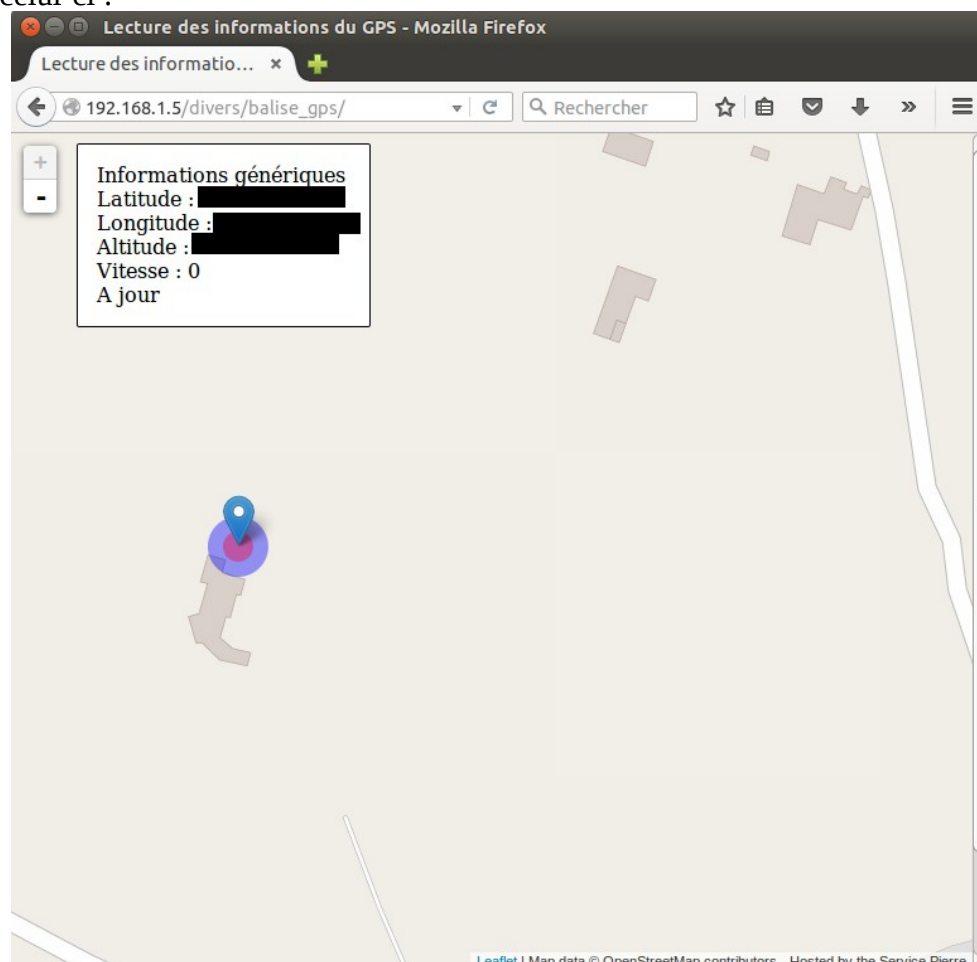 Lecture des informations du GPS - Mozilla Firefox
Lecture des informatio...
192.168.1.5/divers/balise_gps/
Rechercher
+
-
Informations génériques
Latitude :
Longitude :
Altitude :
Vitesse : 0
A jour
Leaflet | Map data © OpenStreetMap contributors - Hosted by the Service Pierre